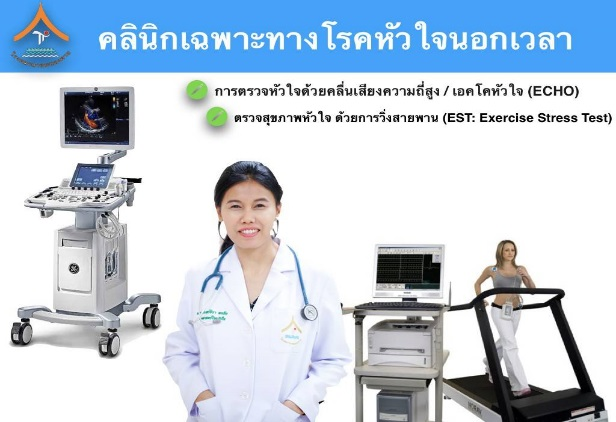 คลินิกเฉพาะทางโรคหัวใจนอกเวลา
การตรวจหัวใจด้วยคลื่นเสียงความถี่สูง / เอคโคหัวใจ (ECHO)
ตรวจสุขภาพหัวใจ ด้วยการวิ่งสายพาน (EST: Exercise Stress Test)